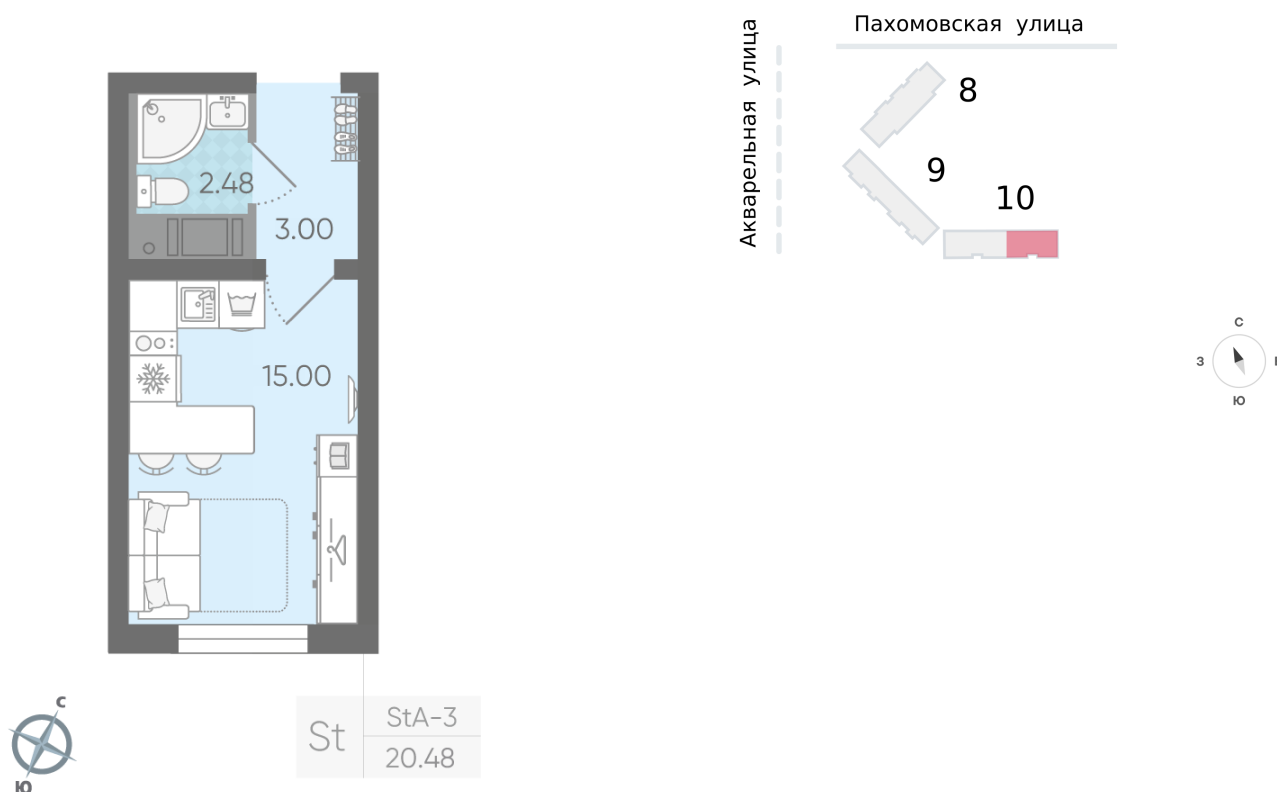 Пахомовская улица
Акварельная улица
8
9
10
2.48
3.00
15.00
С
З
Ю
с
ю
St
StA-3
20.48